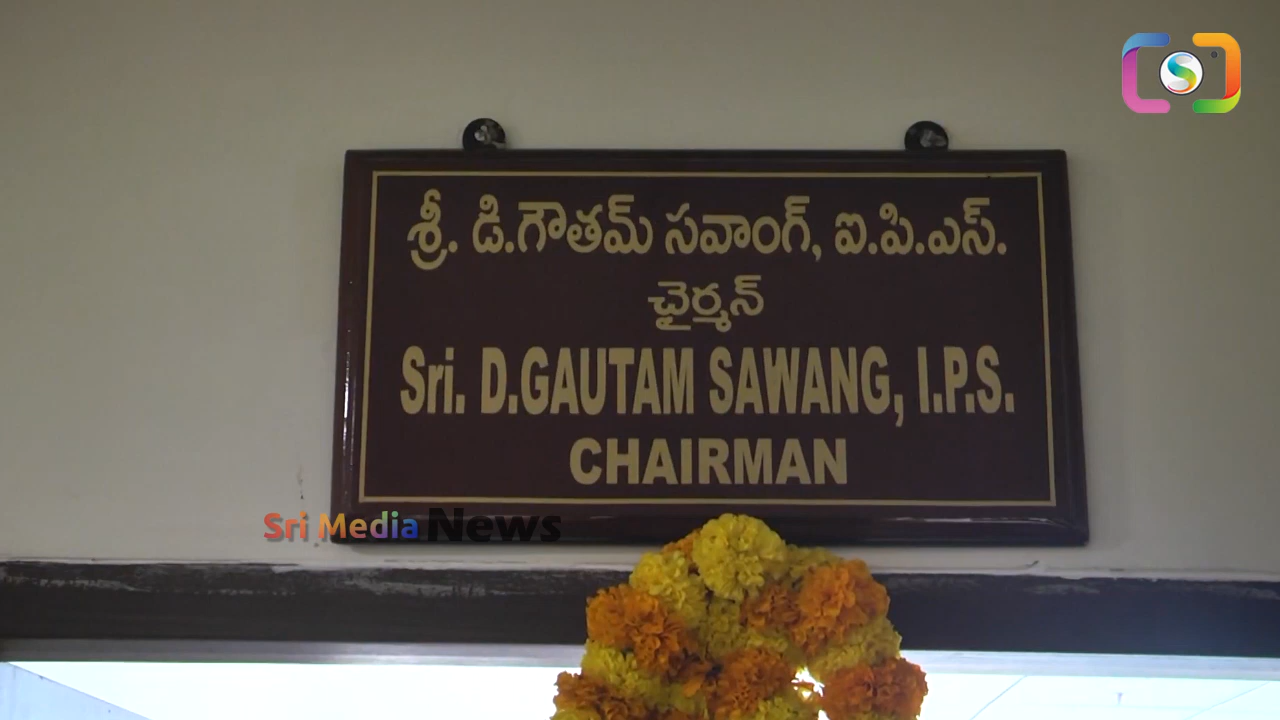 శ్రీ. డి.గౌతమ్ సవాంగ్, ఐ.పి.ఎస్.
ఛైర్మన్
Sri. D.GAUTAM SAWANG, I.P.S.
CHAIRMAN
Sri Media News
S